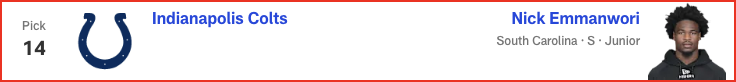 Pick
14
Indianapolis Colts
Nick Emmanwori
South Carolina · S · Junior